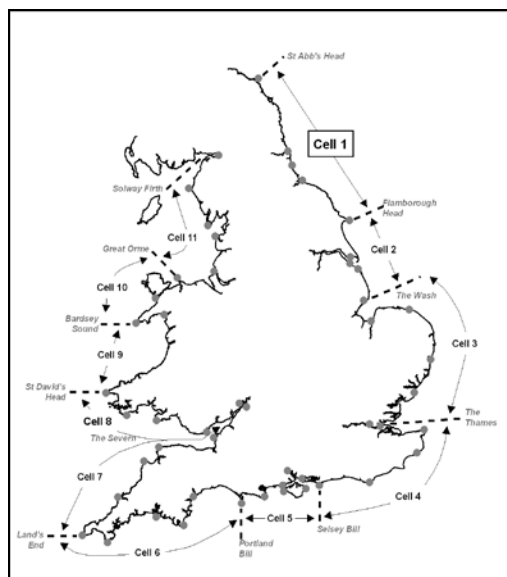 St Abb's Head
Cell 1
Solway Firth
Flamborough
Head
Great Orme
Cell 11
Cell 2
Cell 10
The Wash
Bardsey
Sound
Cell 9
Cell 3
St David's
Head
Cell 8
The
Thames
The Severn
Cell 7
Cell 4
Land's
End
Cell 6
Cell 5
Selsey Bill
Portland
Bill